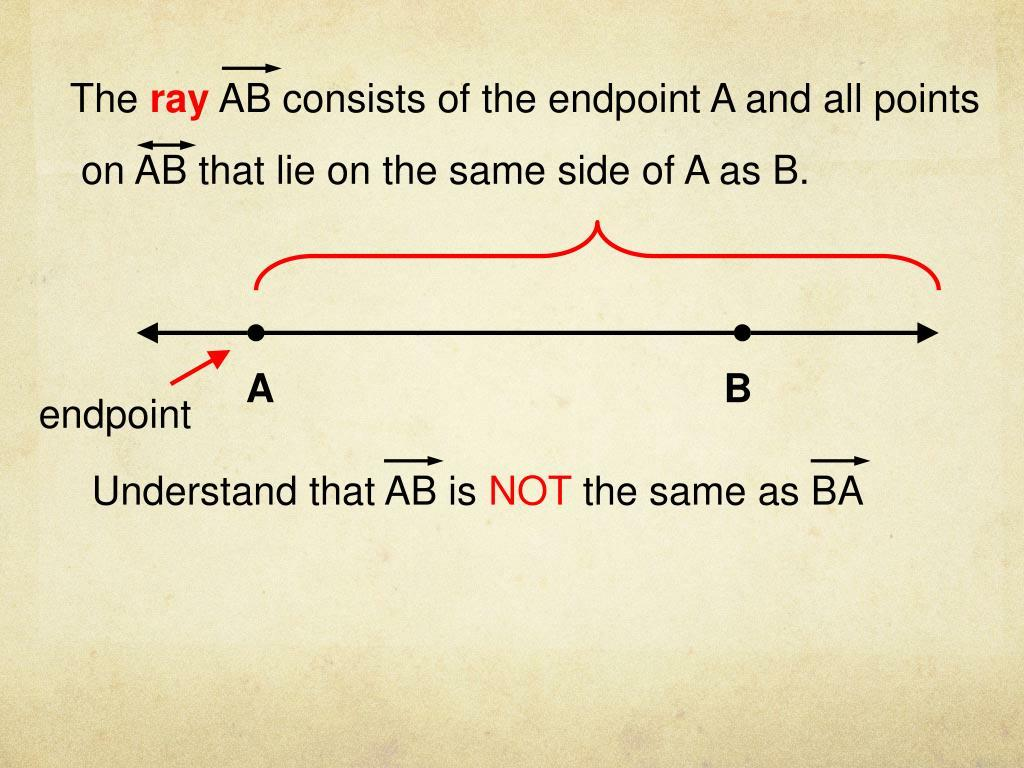 The ray AB consists of the endpoint A and all points
on AB that lie on the same side of A as B.
A
B
endpoint
Understand that AB is NOT the same as BA